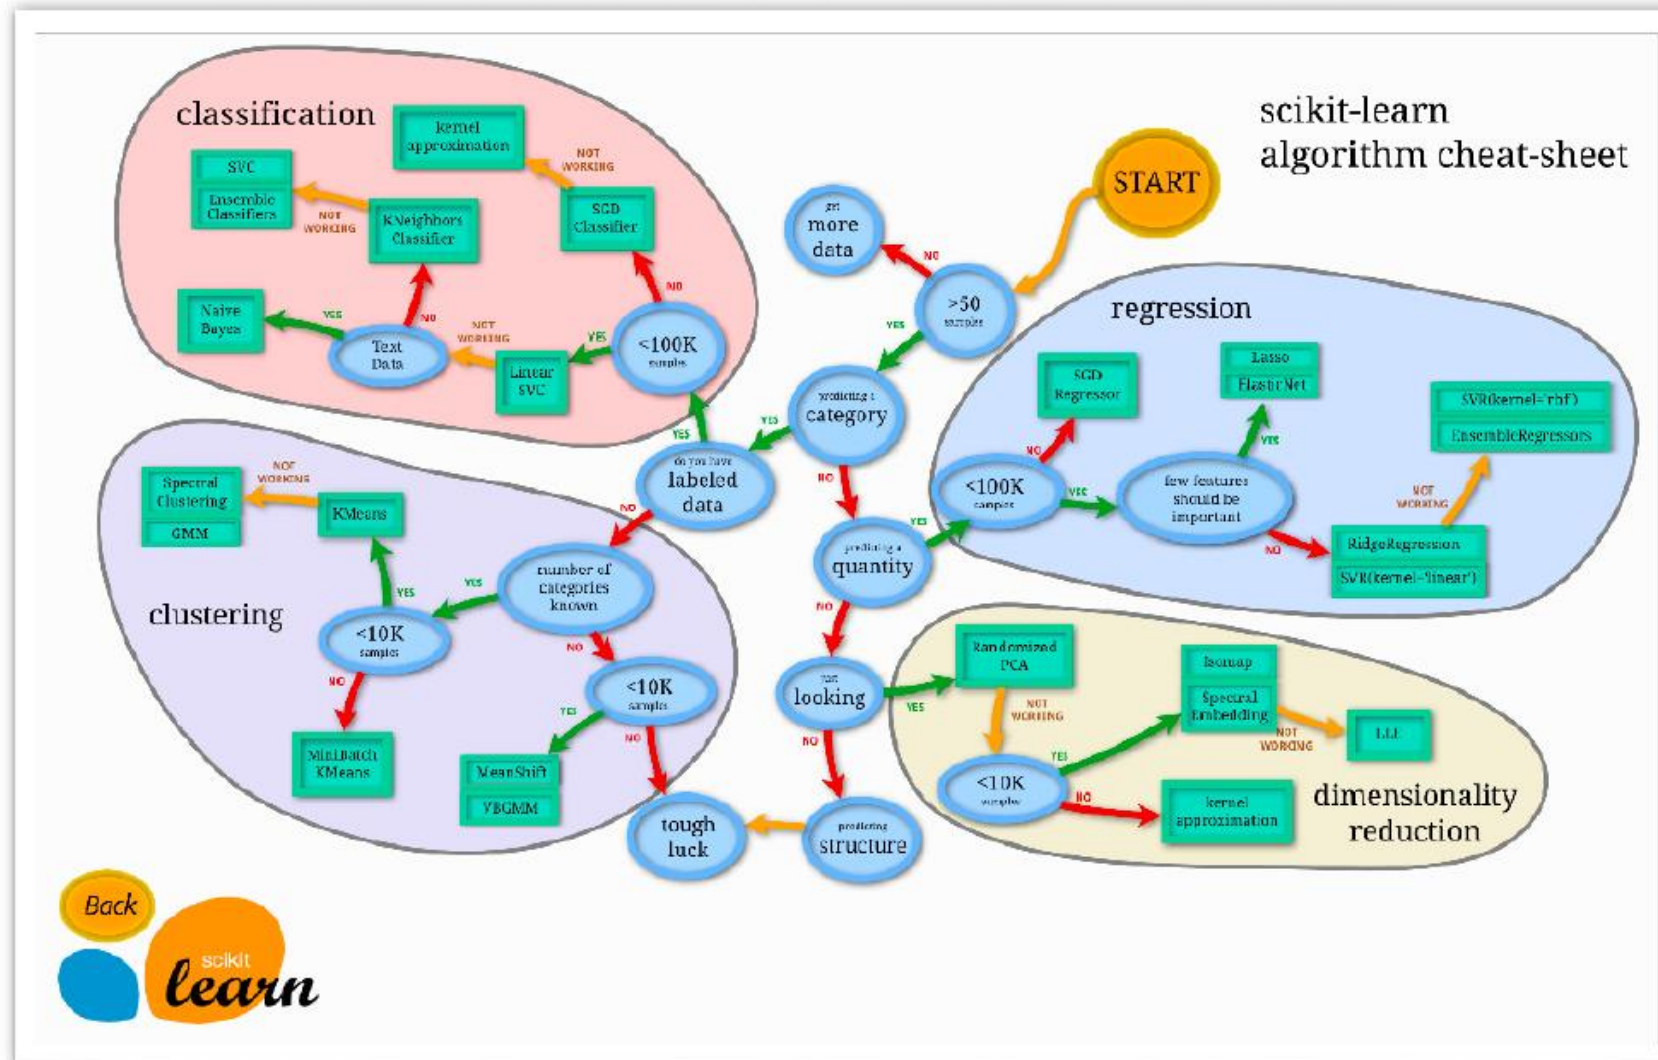 scikit-learn
algorithm cheat-sheet
START
get
more
data
NO
>50
samples
YES
predicting a
category
YES
NO
do you have
labeled
data
YES
NO
predicting a
quantity
YES
NO
just
looking
YES
NO
predicting
structure
tough
luck
classification
kernel
approximation
NOT
WORKING
SVC
Ensemble
Classifiers
NOT
WORKING
KNeighbors
Classifier
SGD
Classifier
NO
Naive
Bayes
YES
NO
Text
Data
NOT
WORKING
Linear
SVC
YES
<100K
samples
regression
SGD
Regressor
NO
<100K
samples
YES
Lasso
ElasticNet
YES
few features
should be
important
NO
SVR(kernel='rbf')
EnsembleRegressors
NOT
WORKING
RidgeRegression
SVR(kernel='linear')
clustering
Spectral
Clustering
GMM
NOT
WORKING
KMeans
YES
number of
categories
known
YES
NO
<10K
samples
NO
MiniBatch
KMeans
<10K
samples
YES
NO
MeanShift
VBGMM
dimensionality
reduction
Randomized
PCA
NOT
WORKING
<10K
samples
YES
NO
Isomap
Spectral
Embedding
NOT
WORKING
LLE
kernel
approximation
Back
scikit
learn